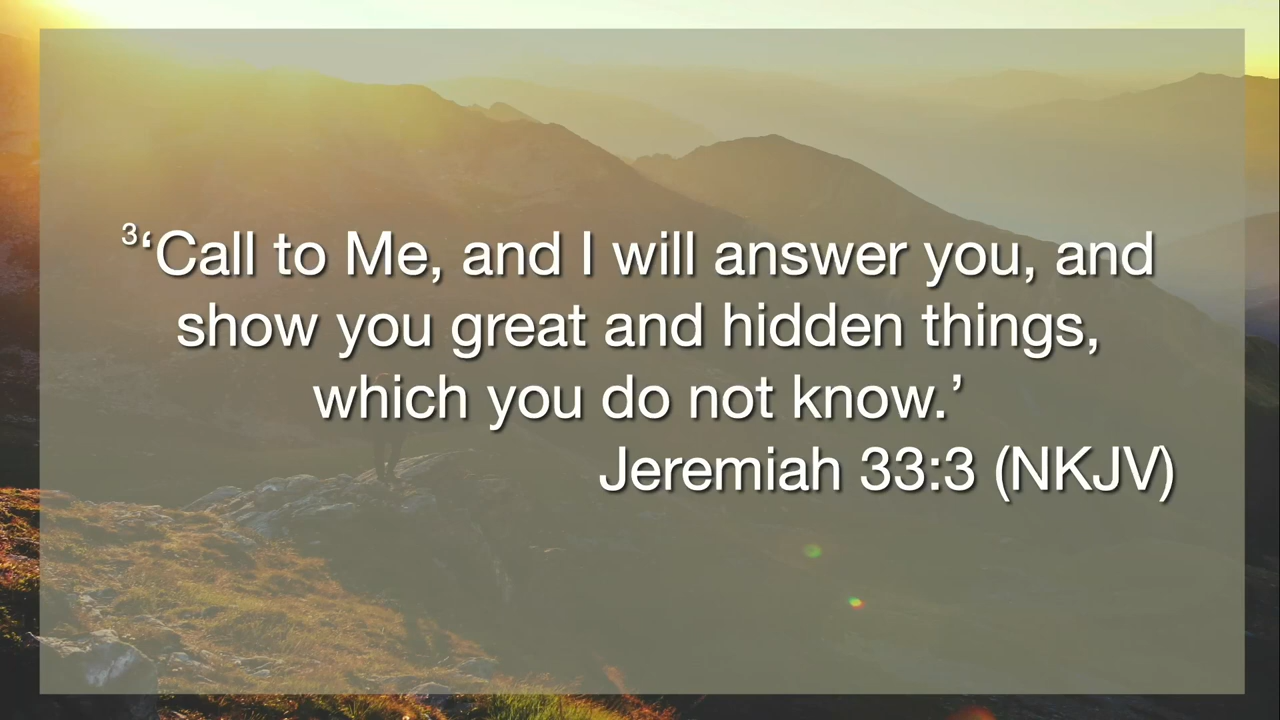 ³‘Call to Me, and I will answer you, and
show you great and hidden things,
which you do not know.’
Jeremiah 33:3 (NKJV)